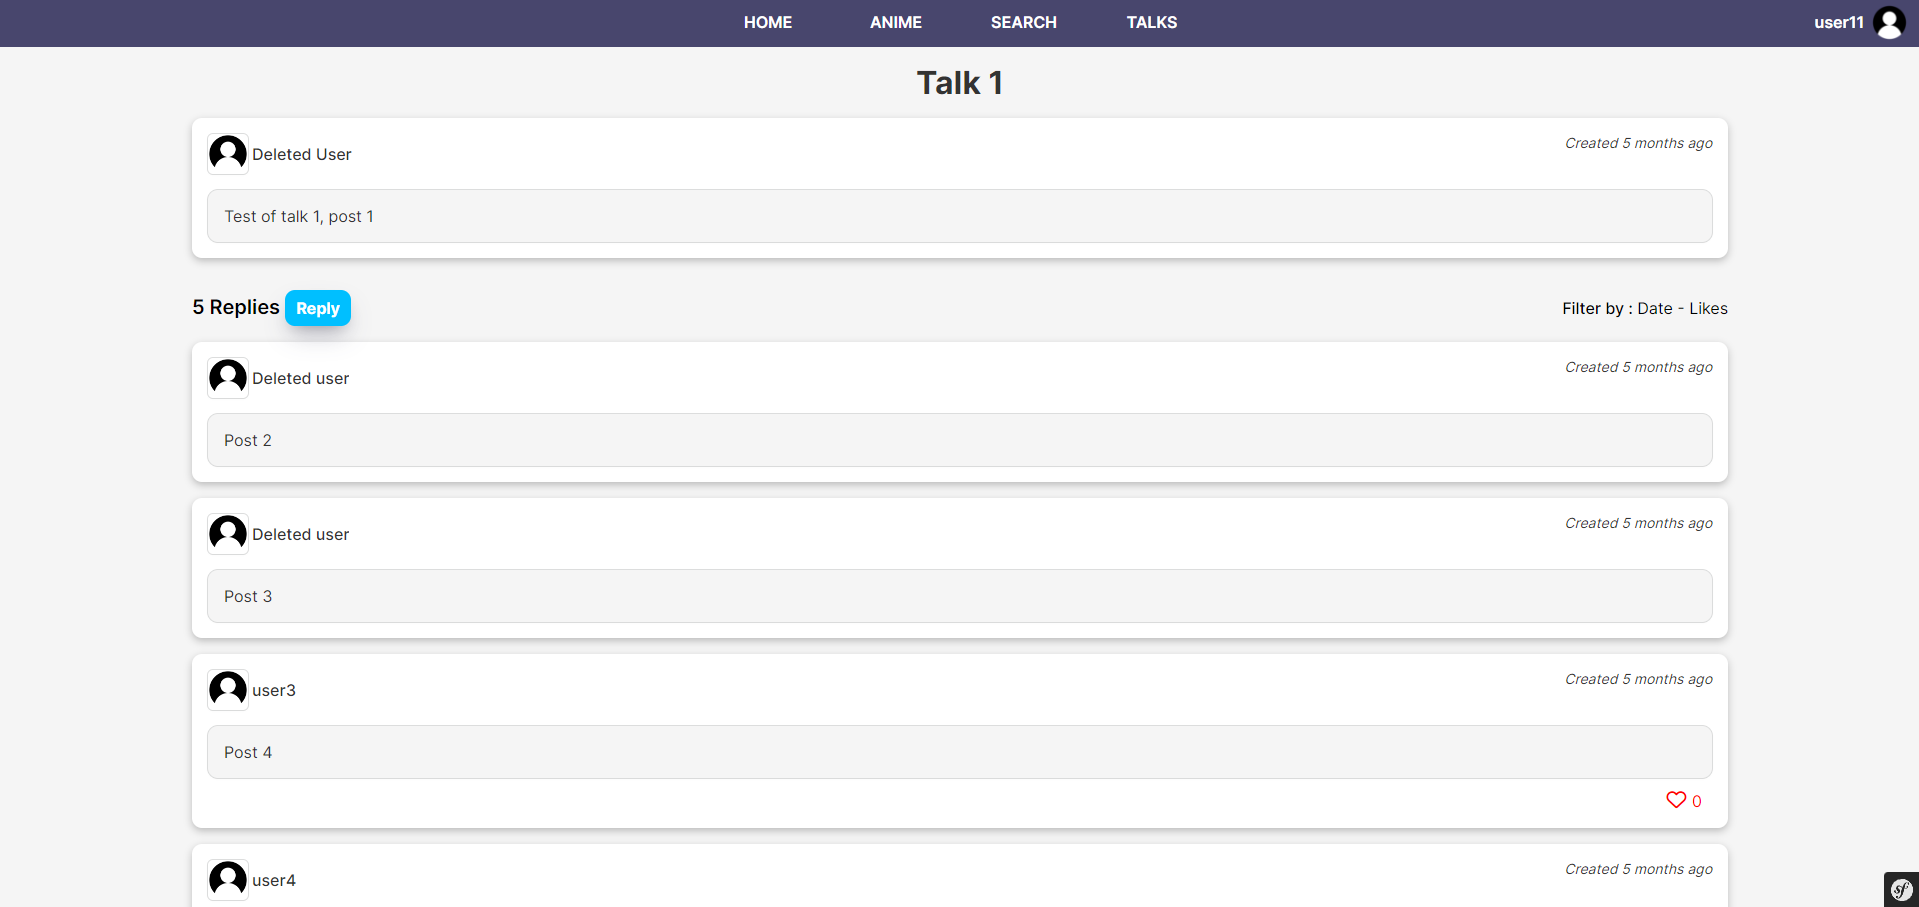 HOME ANIME SEARCH TALKS user11
Talk 1
Deleted User Created 5 months ago
Test of talk 1, post 1
5 Replies Reply Filter by : Date - Likes
Deleted user Created 5 months ago
Post 2
Deleted user Created 5 months ago
Post 3
user3 Created 5 months ago
Post 4
0
user4 Created 5 months ago
sf